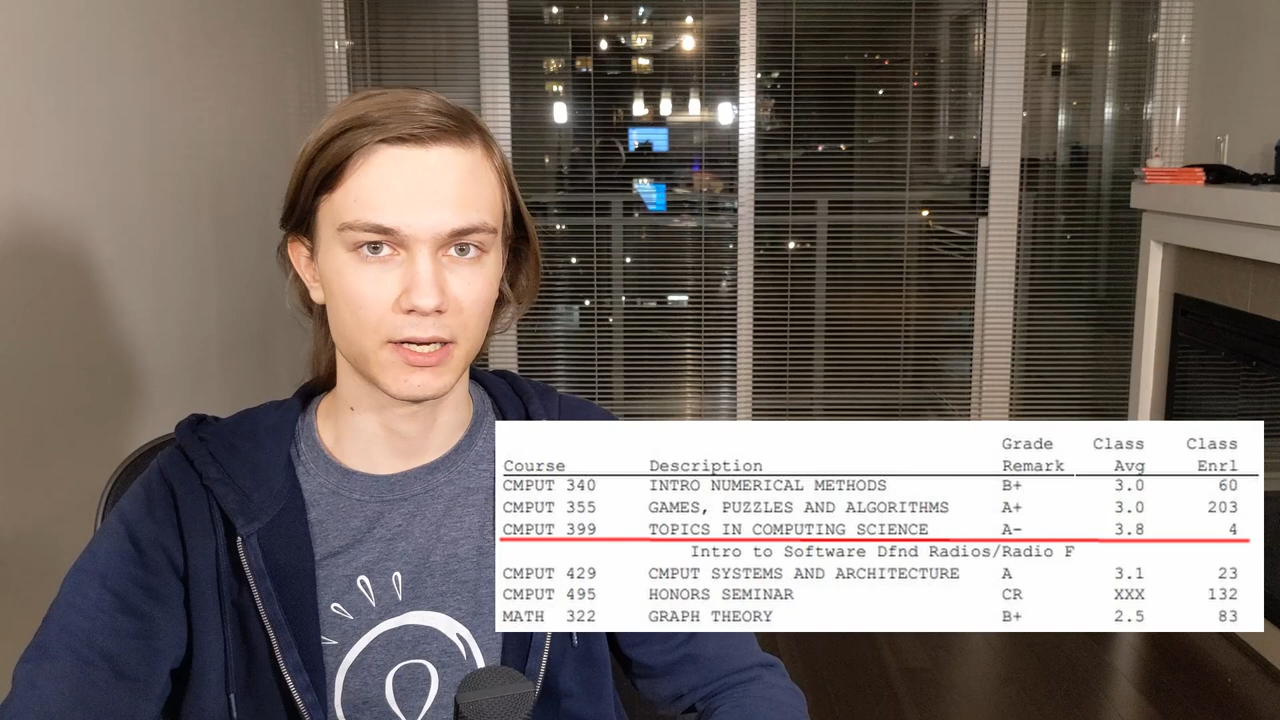 Grade Class Class
Course Description Remark Avg Enrl
CMPUT 340 INTRO NUMERICAL METHODS B+ 3.0 60
CMPUT 355 GAMES, PUZZLES AND ALGORITHMS A+ 3.0 203
CMPUT 399 TOPICS IN COMPUTING SCIENCE A- 3.8 4
Intro to Software Dfnd Radios/Radio F
CMPUT 429 CMPUT SYSTEMS AND ARCHITECTURE A 3.1 23
CMPUT 495 HONORS SEMINAR CR XXX 132
MATH 322 GRAPH THEORY B+ 2.5 83